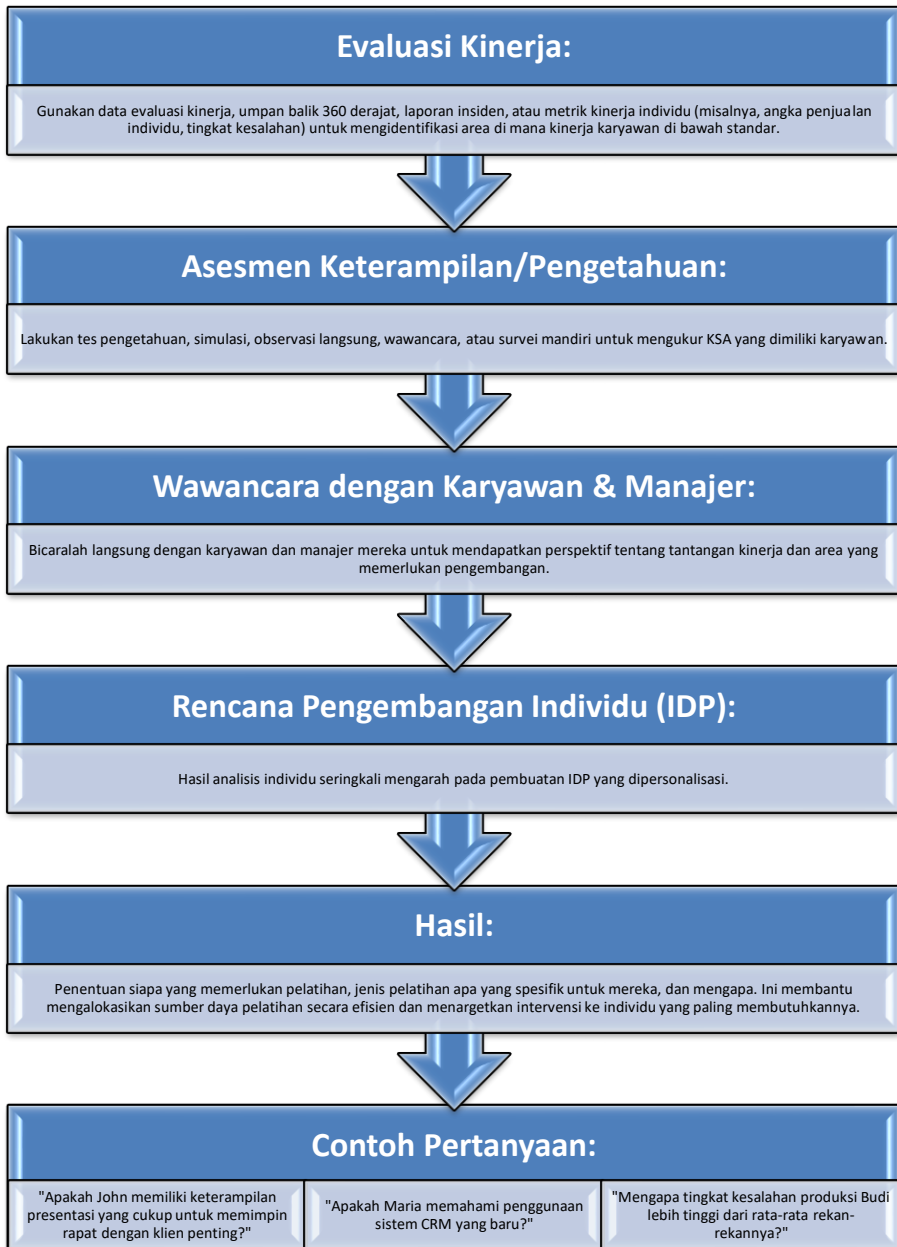 Evaluasi Kinerja:
Gunakan data evaluasi kinerja, umpan balik 360 derajat, laporan insiden, atau metrik kinerja individu (misalnya, angka penjualan
individu, tingkat kesalahan) untuk mengidentifikasi area di mana kinerja karyawan di bawah standar.
Asesmen Keterampilan/Pengetahuan:
Lakukan tes pengetahuan, simulasi, observasi langsung, wawancara, atau survei mandiri untuk mengukur KSA yang dimiliki karyawan.
Wawancara dengan Karyawan & Manajer:
Bicaralah langsung dengan karyawan dan manajer mereka untuk mendapatkan perspektif tentang tantangan kinerja dan area yang
memerlukan pengembangan.
Rencana Pengembangan Individu (IDP):
Hasil analisis individu seringkali mengarah pada pembuatan IDP yang dipersonalisasi.
Hasil:
Penentuan siapa yang memerlukan pelatihan, jenis pelatihan apa yang spesifik untuk mereka, dan mengapa. Ini membantu
mengalokasikan sumber daya pelatihan secara efisien dan menargetkan intervensi ke individu yang paling membutuhkannya.
Contoh Pertanyaan:
"Apakah John memiliki keterampilan
presentasi yang cukup untuk memimpin
rapat dengan klien penting?"
"Apakah Maria memahami penggunaan
sistem CRM yang baru?"
"Mengapa tingkat kesalahan produksi Budi
lebih tinggi dari rata-rata rekan-
rekannya?"